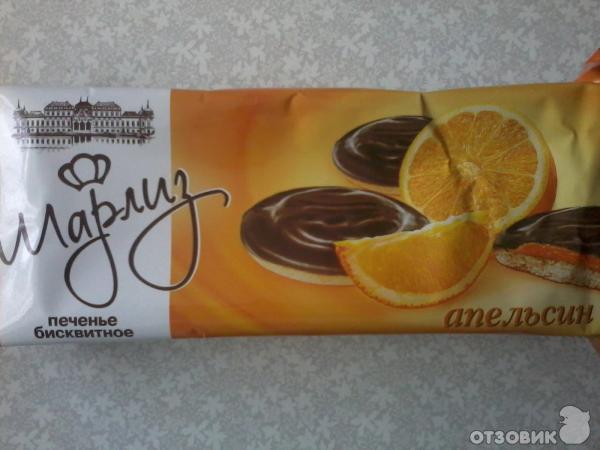 Шарлиз
печенье
бисквитное
апельсин
ОТЗОВИК